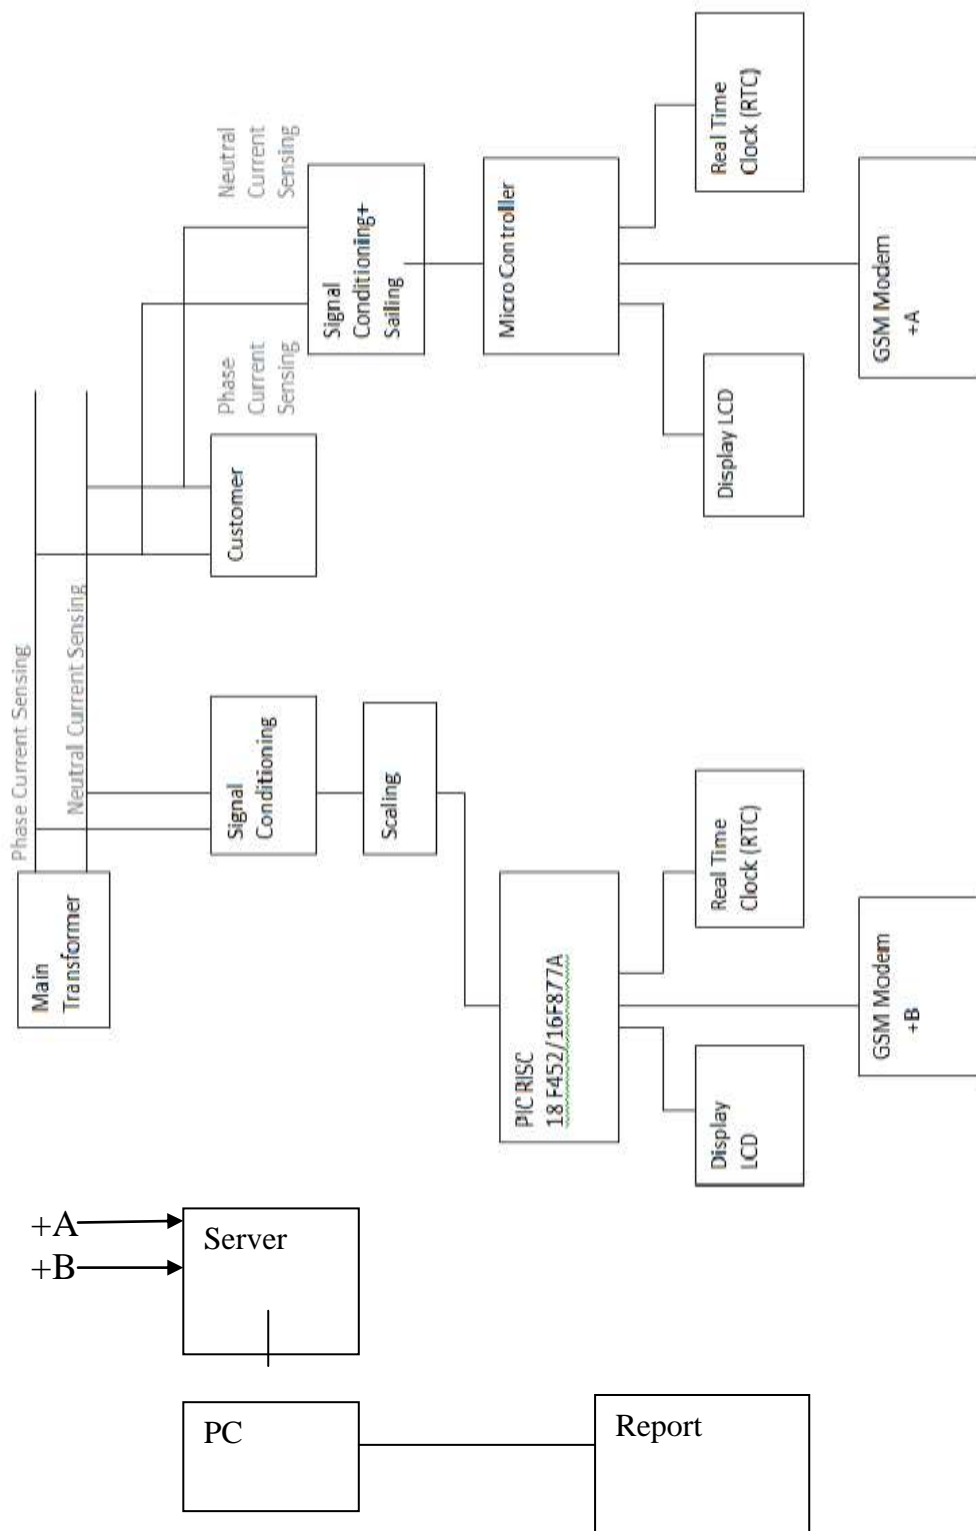 Phase Current Sensing
Neutral Current Sensing
Main
Transformer
Signal
Conditioning
Scaling
PIC RISC
18 F452/16F877A
Display
LCD
Real Time
Clock (RTC)
GSM Modem
+B
Customer
Phase
Current
Sensing
Neutral
Current
Sensing
Signal
Conditioning+
Sailing
Micro Controller
Display LCD
Real Time
Clock (RTC)
GSM Modem
+A
+A
+B
Server
PC
Report